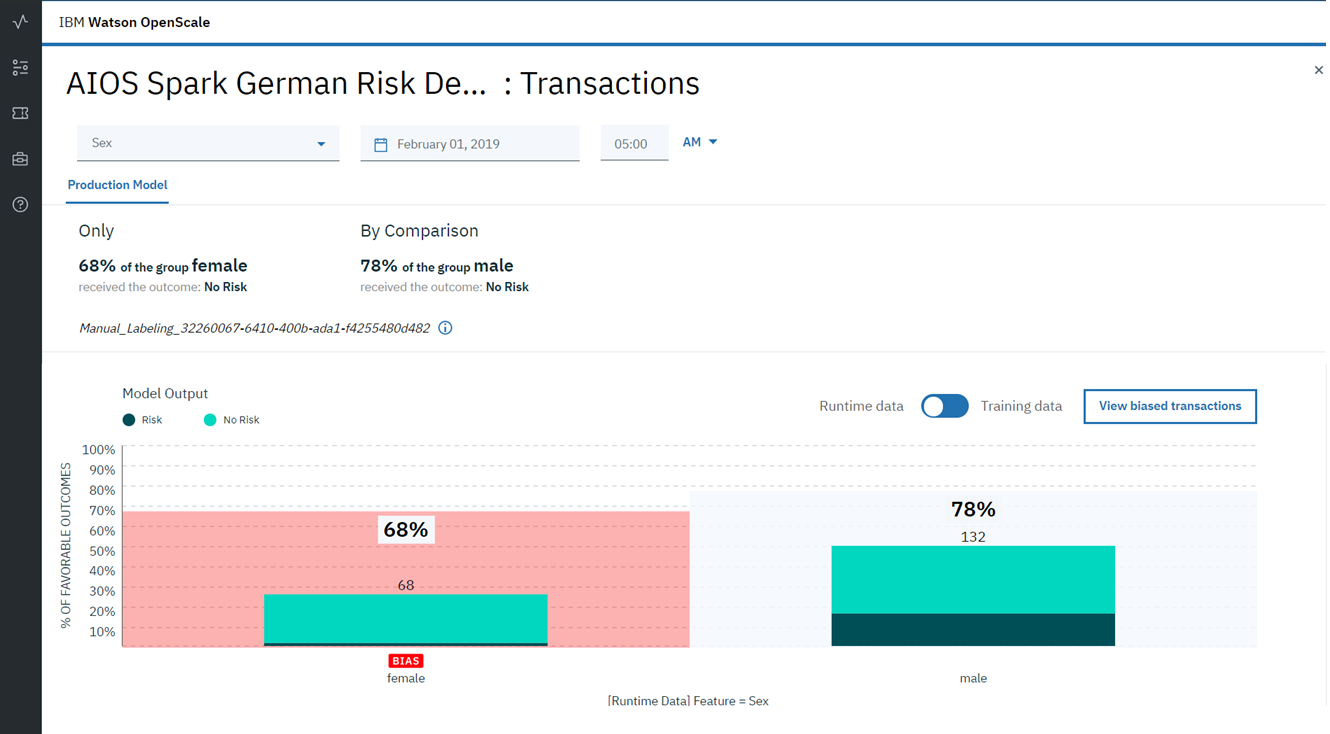 IBM Watson OpenScale
AIOS Spark German Risk De... : Transactions
Sex
February 01, 2019
05:00
AM
Production Model
Only
68% of the group female
received the outcome: No Risk
By Comparison
78% of the group male
received the outcome: No Risk
Manual_Labeling_32260067-6410-400b-ada1-f4255480d482
Model Output
Risk
No Risk
Runtime data
Training data
View biased transactions
% OF FAVORABLE OUTCOMES
100%
90%
80%
70%
60%
50%
40%
30%
20%
10%
68%
68
BIAS
female
78%
132
male
[Runtime Data] Feature = Sex